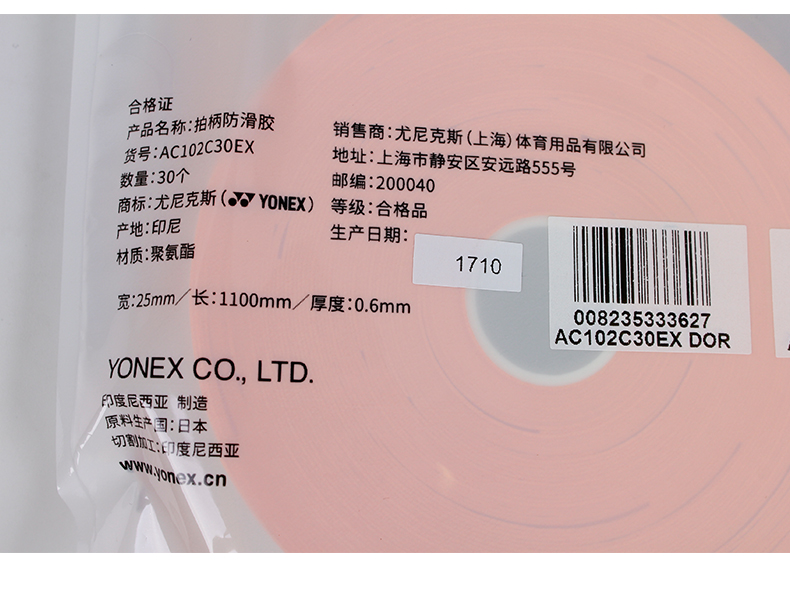 合格证
产品名称:拍柄防滑胶
货号:AC102C30EX
数量:30个
商标:尤尼克斯(YONEX)
产地:印尼
材质:聚氨酯
宽:25mm/长:1100mm/厚度:0.6mm
销售商:尤尼克斯(上海)体育用品有限公司
地址:上海市静安区安远路555号
邮编:200040
等级:合格品
生产日期:
1710
008235333627
AC102C30EX DOR
YONEX CO., LTD.
印度尼西亚 制造
原料生产国:日本
切割加工:印度尼西亚
www.yonex.cn